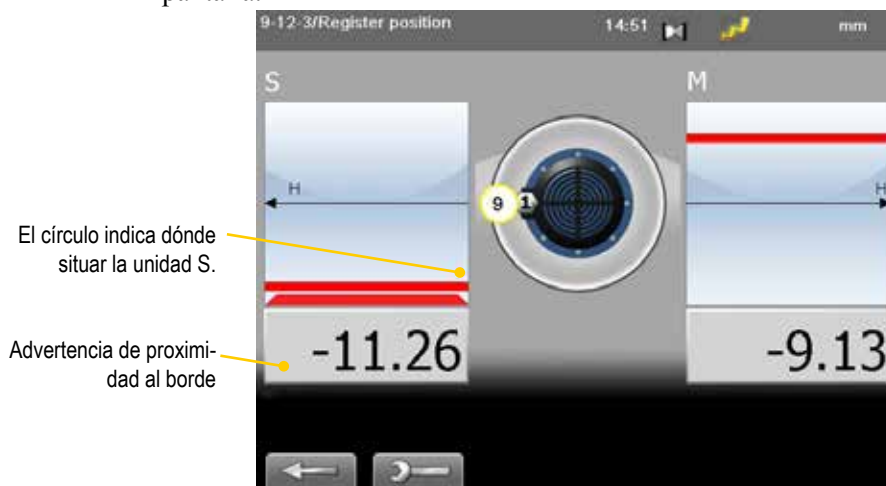 9-12-3/Register position
14:51
mm
S
M
H
H
9
1
El círculo indica dónde
situar la unidad S.
Advertencia de proximi-
dad al borde
-11.26
-9.13